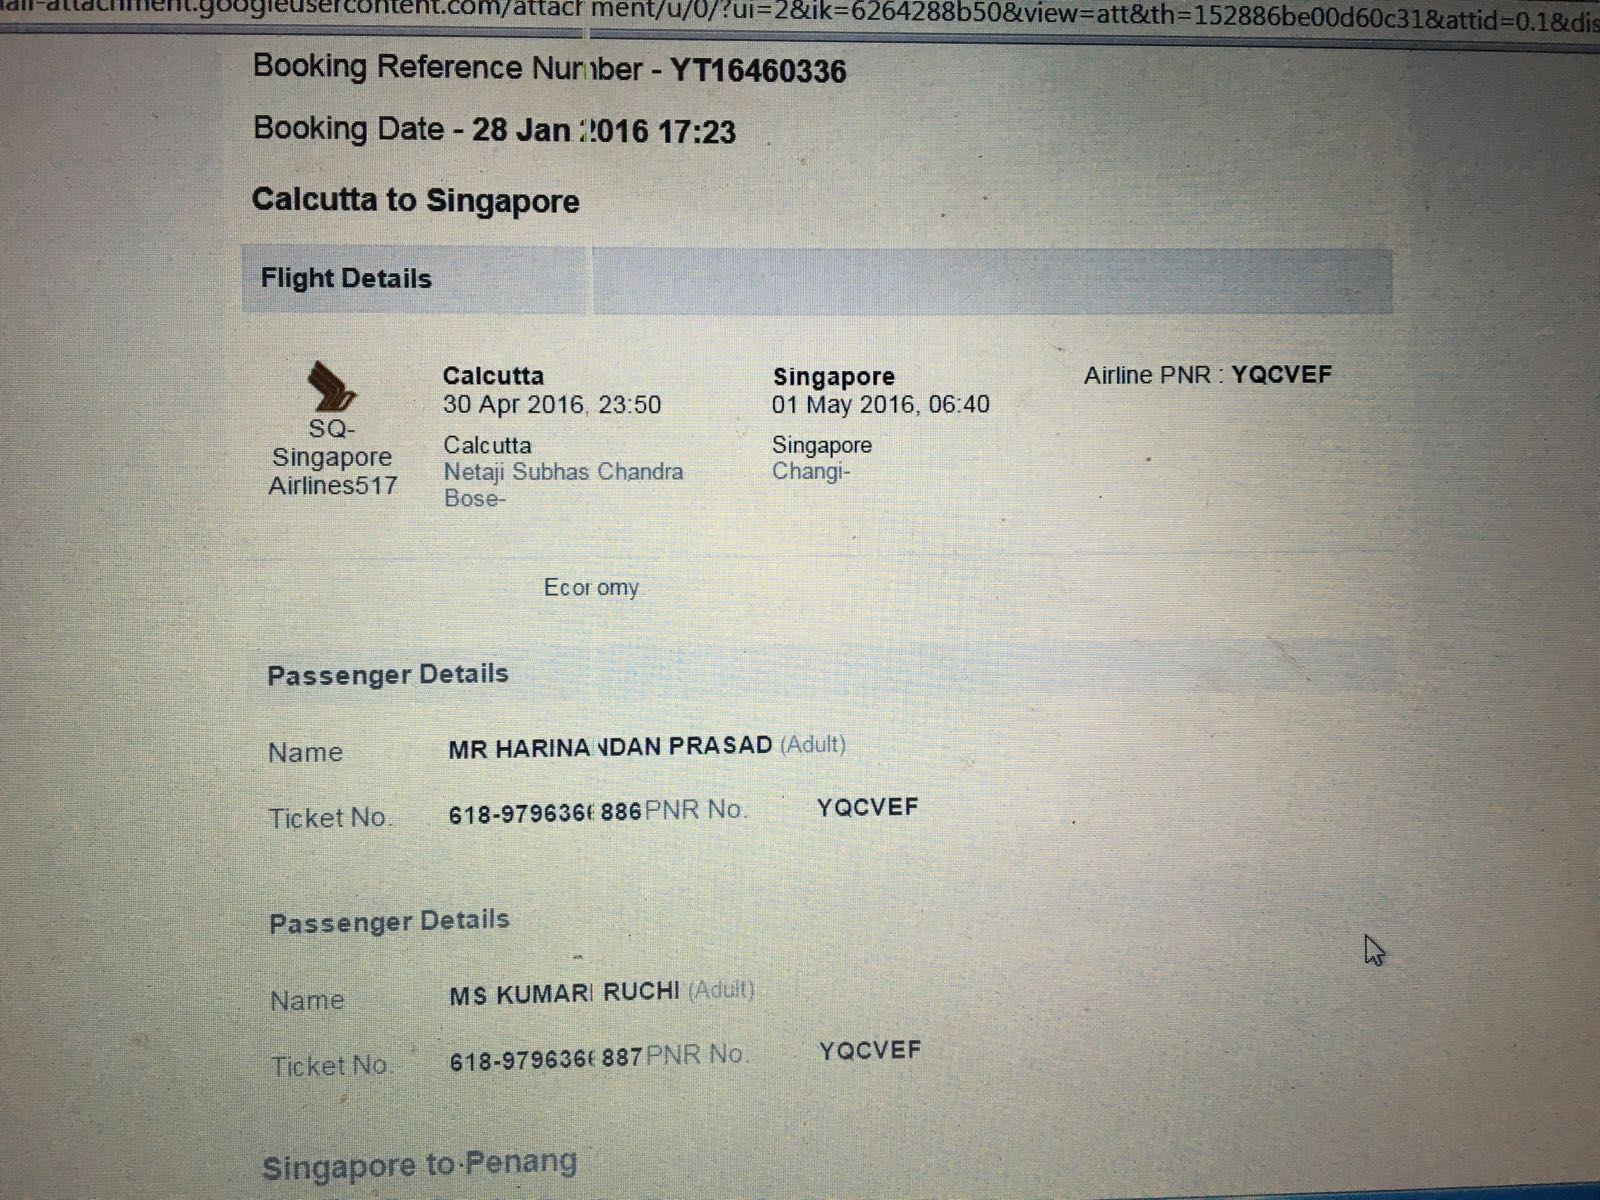 ment.googleusercontent.com/attachment/u/0/?ui=2&ik=6264288b50&view=att&th=152886be00d60c31&attid=0.1&dis
Booking Reference Number - YT16460336
Booking Date - 28 Jan 2016 17:23
Calcutta to Singapore
Flight Details
Calcutta Singapore Airline PNR : YQCVEF
30 Apr 2016, 23:50 01 May 2016, 06:40
SQ-
Singapore
Airlines517
Calcutta Singapore
Netaji Subhas Chandra Changi-
Bose-
Economy
Passenger Details
Name MR HARINANDAN PRASAD (Adult)
Ticket No. 618-9796366886 PNR No. YQCVEF
Passenger Details
Name MS KUMARI RUCHI (Adult)
Ticket No. 618-9796366887 PNR No. YQCVEF
Singapore to Penang